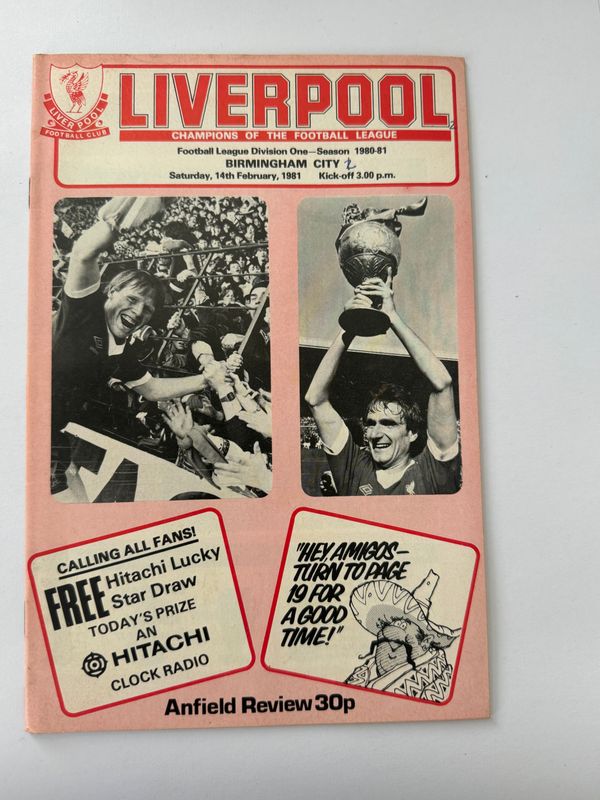 LIVERPOOL
FOOTBALL CLUB
LIVERPOOL 2
CHAMPIONS OF THE FOOTBALL LEAGUE
Football League Division One—Season 1980-81
BIRMINGHAM CITY 2
Saturday, 14th February, 1981 Kick-off 3.00 p.m.
CALLING ALL FANS!
FREE Hitachi Lucky
Star Draw
TODAY'S PRIZE
AN
HITACHI
CLOCK RADIO
"HEY AMIGOS—
TURN TO PAGE
19 FOR
A GOOD
TIME!"
Anfield Review 30p